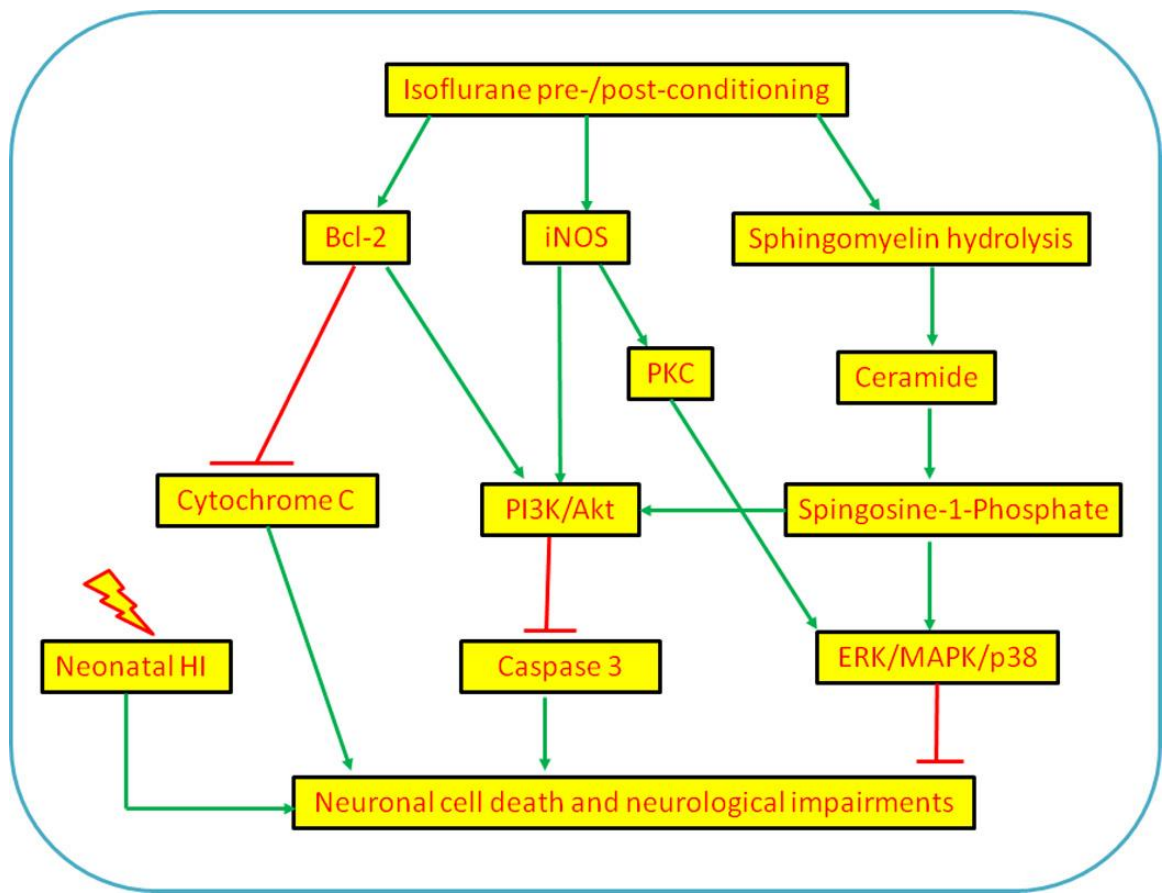 Isoflurane pre-/post-conditioning
Bcl-2
iNOS
Sphingomyelin hydrolysis
PKC
Ceramide
Cytochrome C
PI3K/Akt
Spingosine-1-Phosphate
Neonatal HI
Caspase 3
ERK/MAPK/p38
Neuronal cell death and neurological impairments